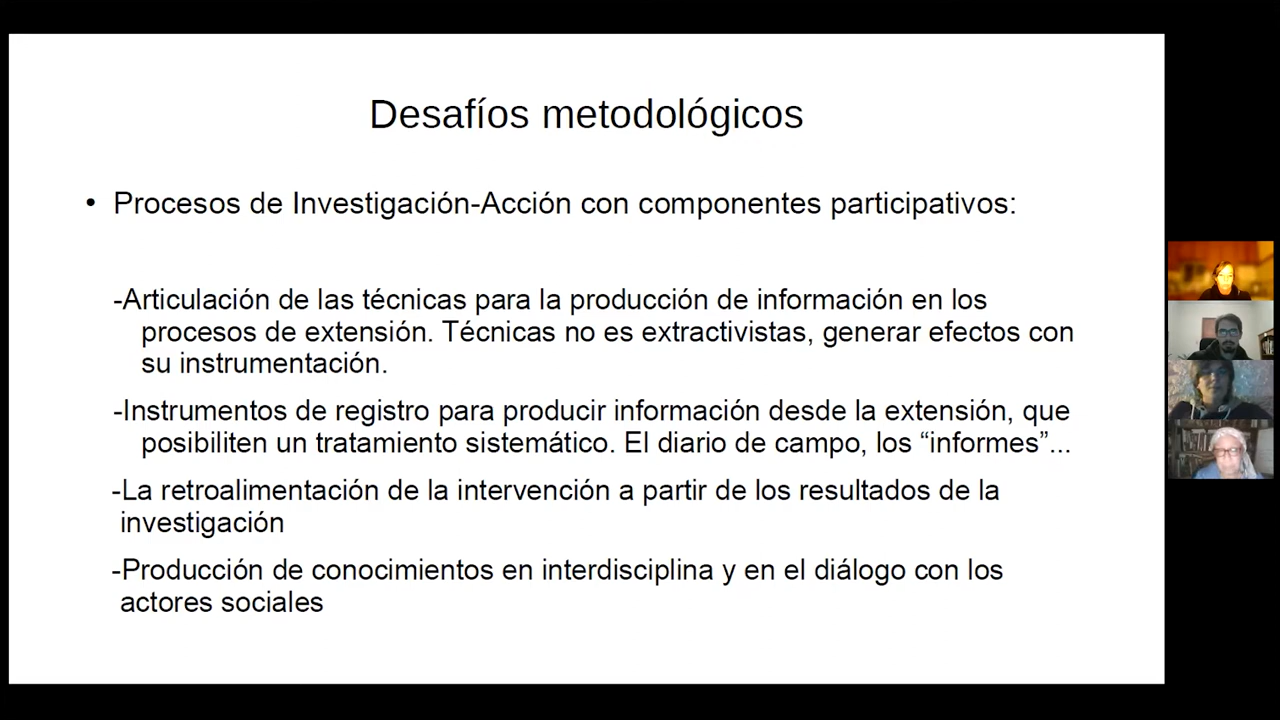 Desafíos metodológicos
• Procesos de Investigación-Acción con componentes participativos:
-Articulación de las técnicas para la producción de información en los
procesos de extensión. Técnicas no es extractivistas, generar efectos con
su instrumentación.
-Instrumentos de registro para producir información desde la extensión, que
posibiliten un tratamiento sistemático. El diario de campo, los “informes”...
-La retroalimentación de la intervención a partir de los resultados de la
investigación
-Producción de conocimientos en interdisciplina y en el diálogo con los
actores sociales